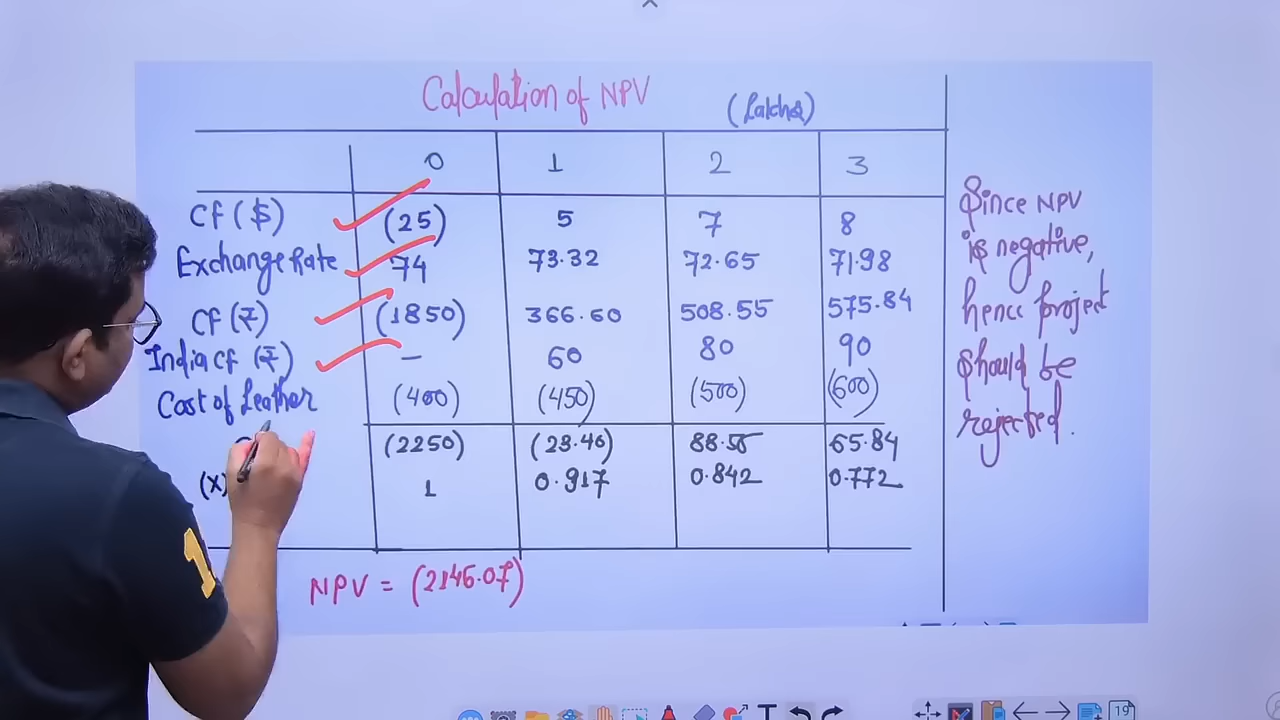 Calculation of NPV (Lakhs)
0 1 2 3
Cf ($) (25) 5 7 8
Exchange Rate 74 73.32 72.65 71.98
Cf (₹) (1850) 366.60 508.55 575.84
India Cf (₹) — 60 80 90
Cost of Leather (400) (450) (500) (600)
(2250) (23.40) 88.55 65.84
(x) 1 0.917 0.842 0.772
NPV = (2146.07)
Since NPV
is negative,
hence project
should be
rejected.
1
T
19